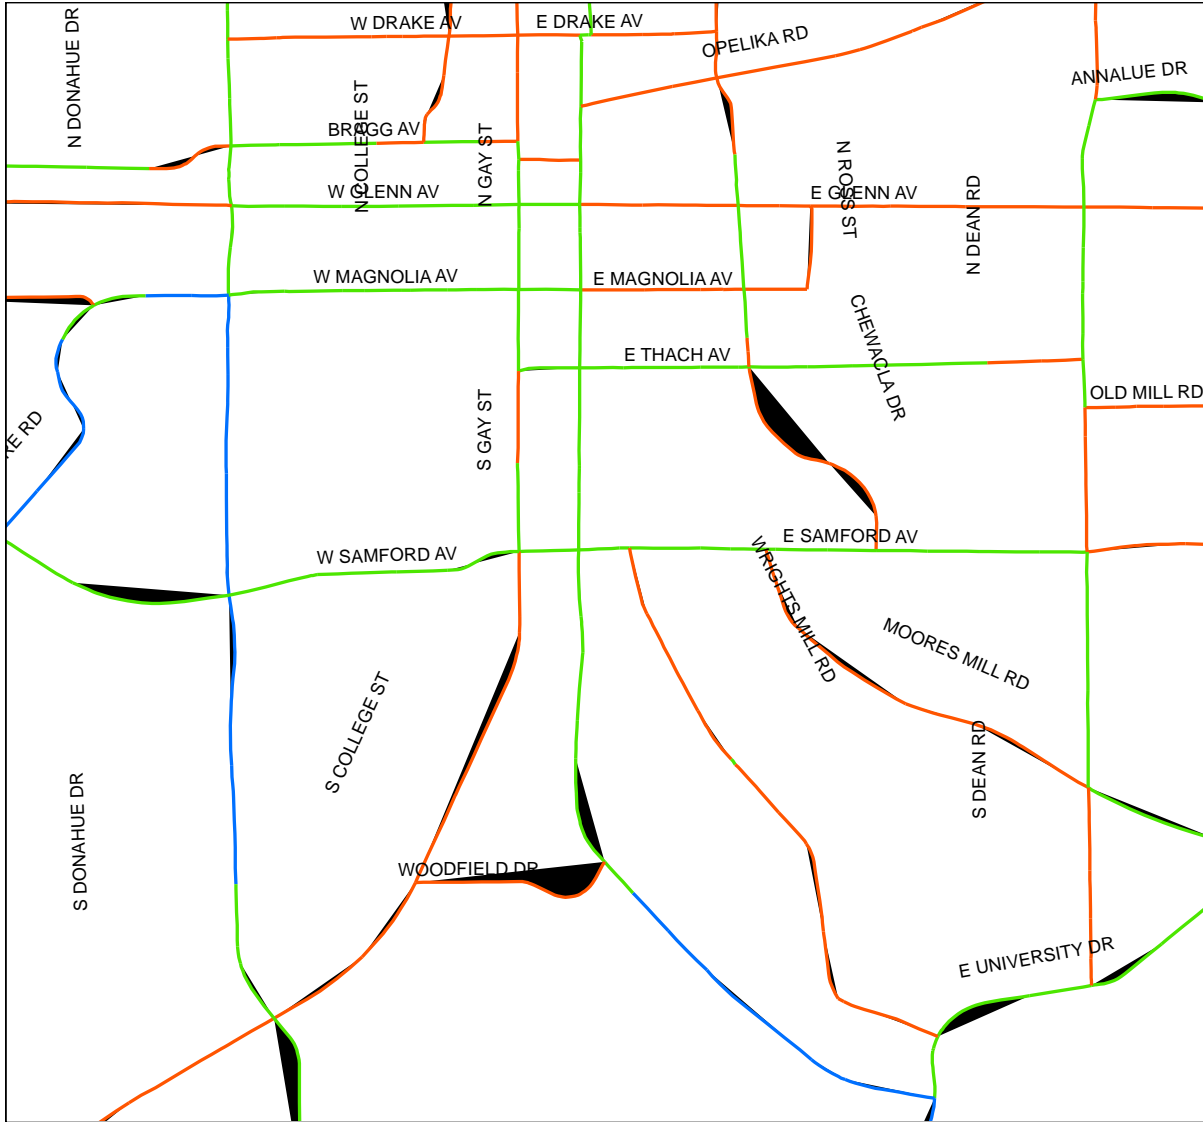 W DRAKE AV
E DRAKE AV
N DONAHUE DR
OPELIKA RD
ANNALUE DR
N COLLEGE ST
BRAGG AV
N GAY ST
N ROSS ST
W GLENN AV
E GLENN AV
N DEAN RD
W MAGNOLIA AV
E MAGNOLIA AV
CHEWACLA DR
E THACH AV
OLD MILL RD
RE RD
S GAY ST
W SAMFORD AV
E SAMFORD AV
WRIGHTS MILL RD
MOORES MILL RD
S COLLEGE ST
S DEAN RD
S DONAHUE DR
WOODFIELD DR
E UNIVERSITY DR